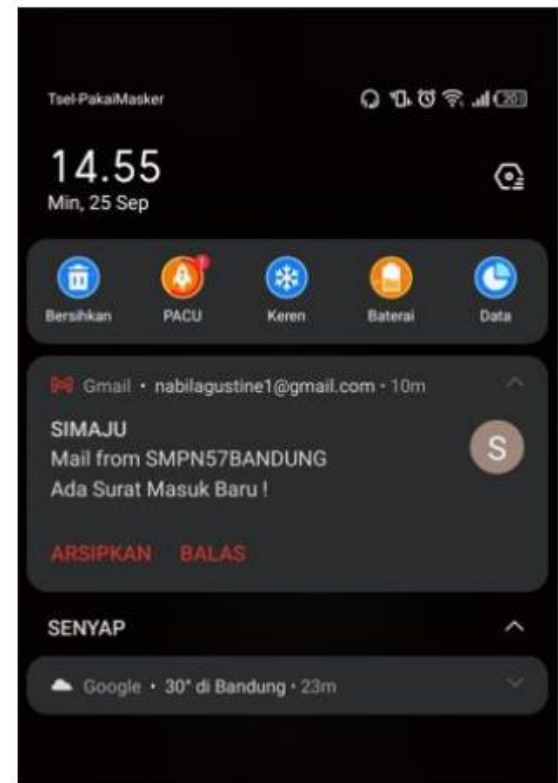 Tsel-PakaiMasker
20
14.55
Min, 25 Sep
Bersihkan
PACU
Keren
Baterai
Data
Gmail • nabilagustine1@gmail.com • 10m
SIMAJU
Mail from SMPN57BANDUNG
Ada Surat Masuk Baru !
S
ARSIPKAN BALAS
SENYAP
Google • 30° di Bandung • 23m